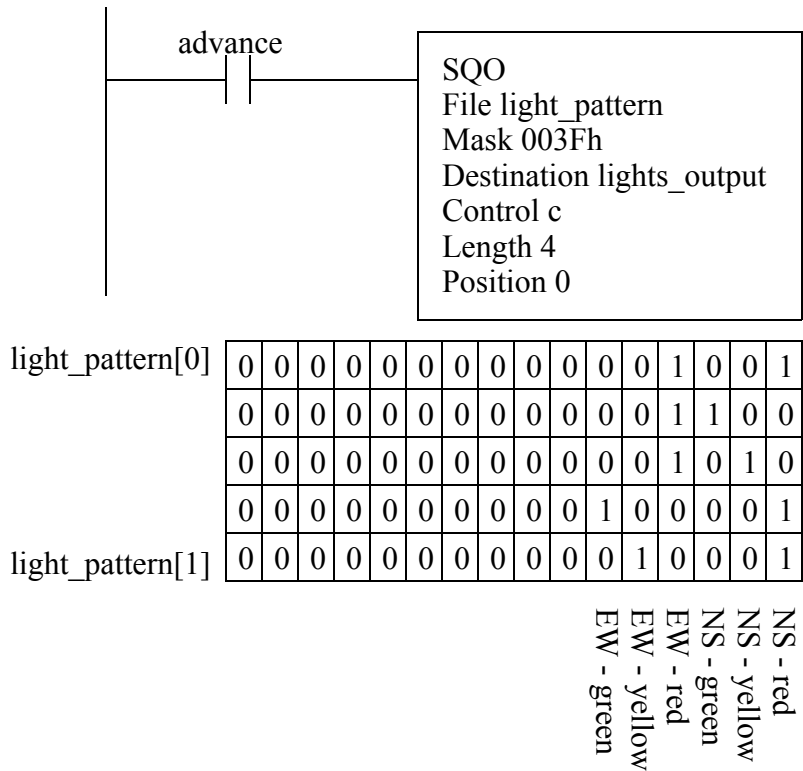 advance
SQO
File light_pattern
Mask 003Fh
Destination lights_output
Control c
Length 4
Position 0
light_pattern[0] 0 0 0 0 0 0 0 0 0 0 0 0 1 0 0 1
0 0 0 0 0 0 0 0 0 0 0 0 1 1 0 0
0 0 0 0 0 0 0 0 0 0 0 0 1 0 1 0
0 0 0 0 0 0 0 0 0 0 1 0 0 0 0 1
light_pattern[1] 0 0 0 0 0 0 0 0 0 0 0 1 0 0 0 1
EW - green
EW - yellow
EW - red
NS - green
NS - yellow
NS - red